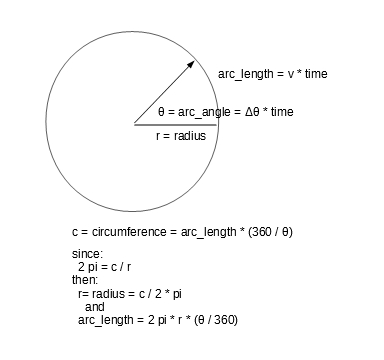 arc_length = v * time
θ = arc_angle = Δθ * time
r = radius
c = circumference = arc_length * (360 / θ)
since:
2 pi = c / r
then:
r= radius = c / 2 * pi
and
arc_length = 2 pi * r * (θ / 360)